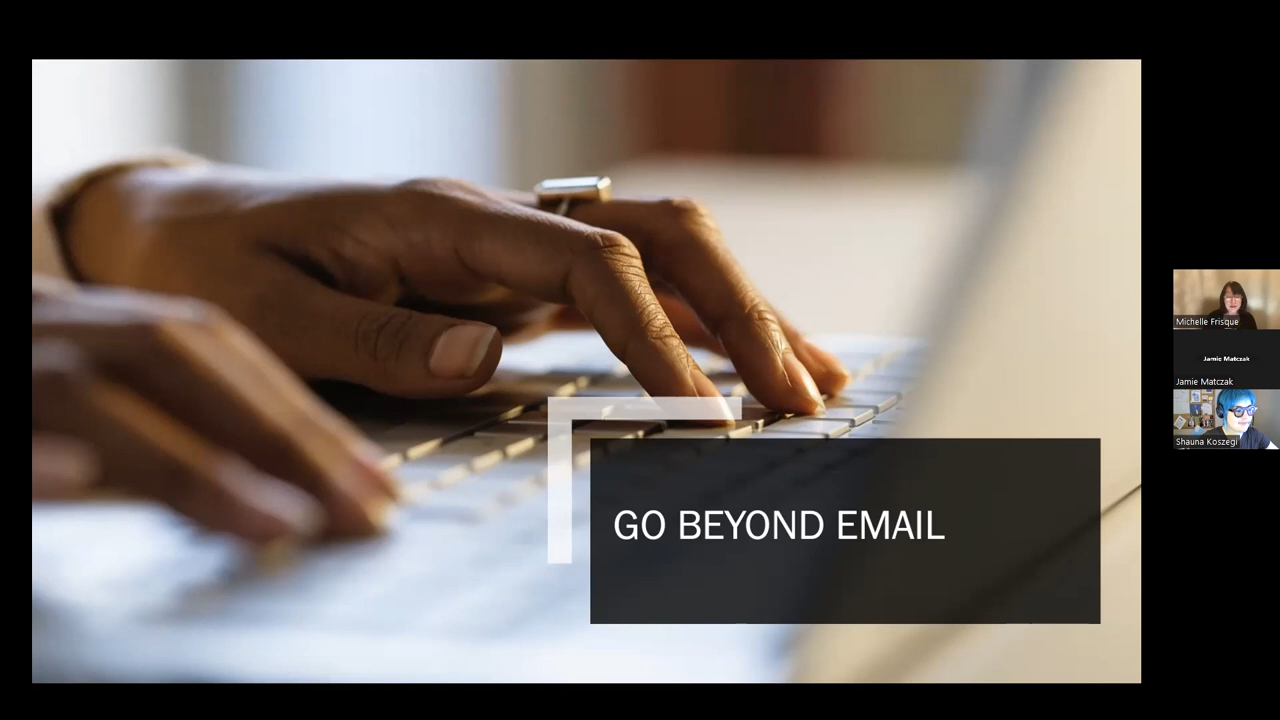 GO BEYOND EMAIL
Michelle Frisque
Jamie Matczak
Jamie Matczak
Shauna Koszegi